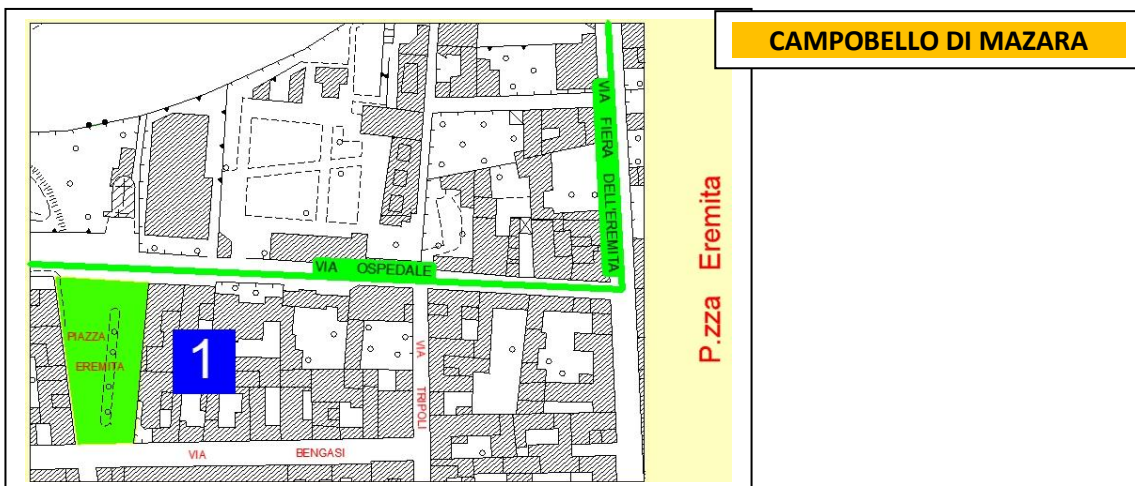 CAMPOBELLO DI MAZARA
VIA FIERA DELL'EREMITA
P.zza Eremita
VIA OSPEDALE
PIAZZA
EREMITA
1
VIA TRIPOLI
VIA BENGASI